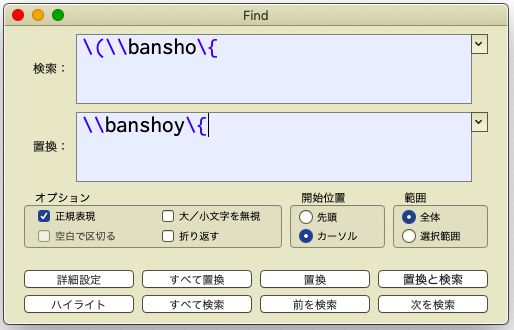 Find
検索：
\(\\bansho\{
置換：
\\banshoy\{
オプション
正規表現
大／小文字を無視
空白で区切る
折り返す
開始位置
先頭
カーソル
範囲
全体
選択範囲
詳細設定
すべて置換
置換
置換と検索
ハイライト
すべて検索
前を検索
次を検索